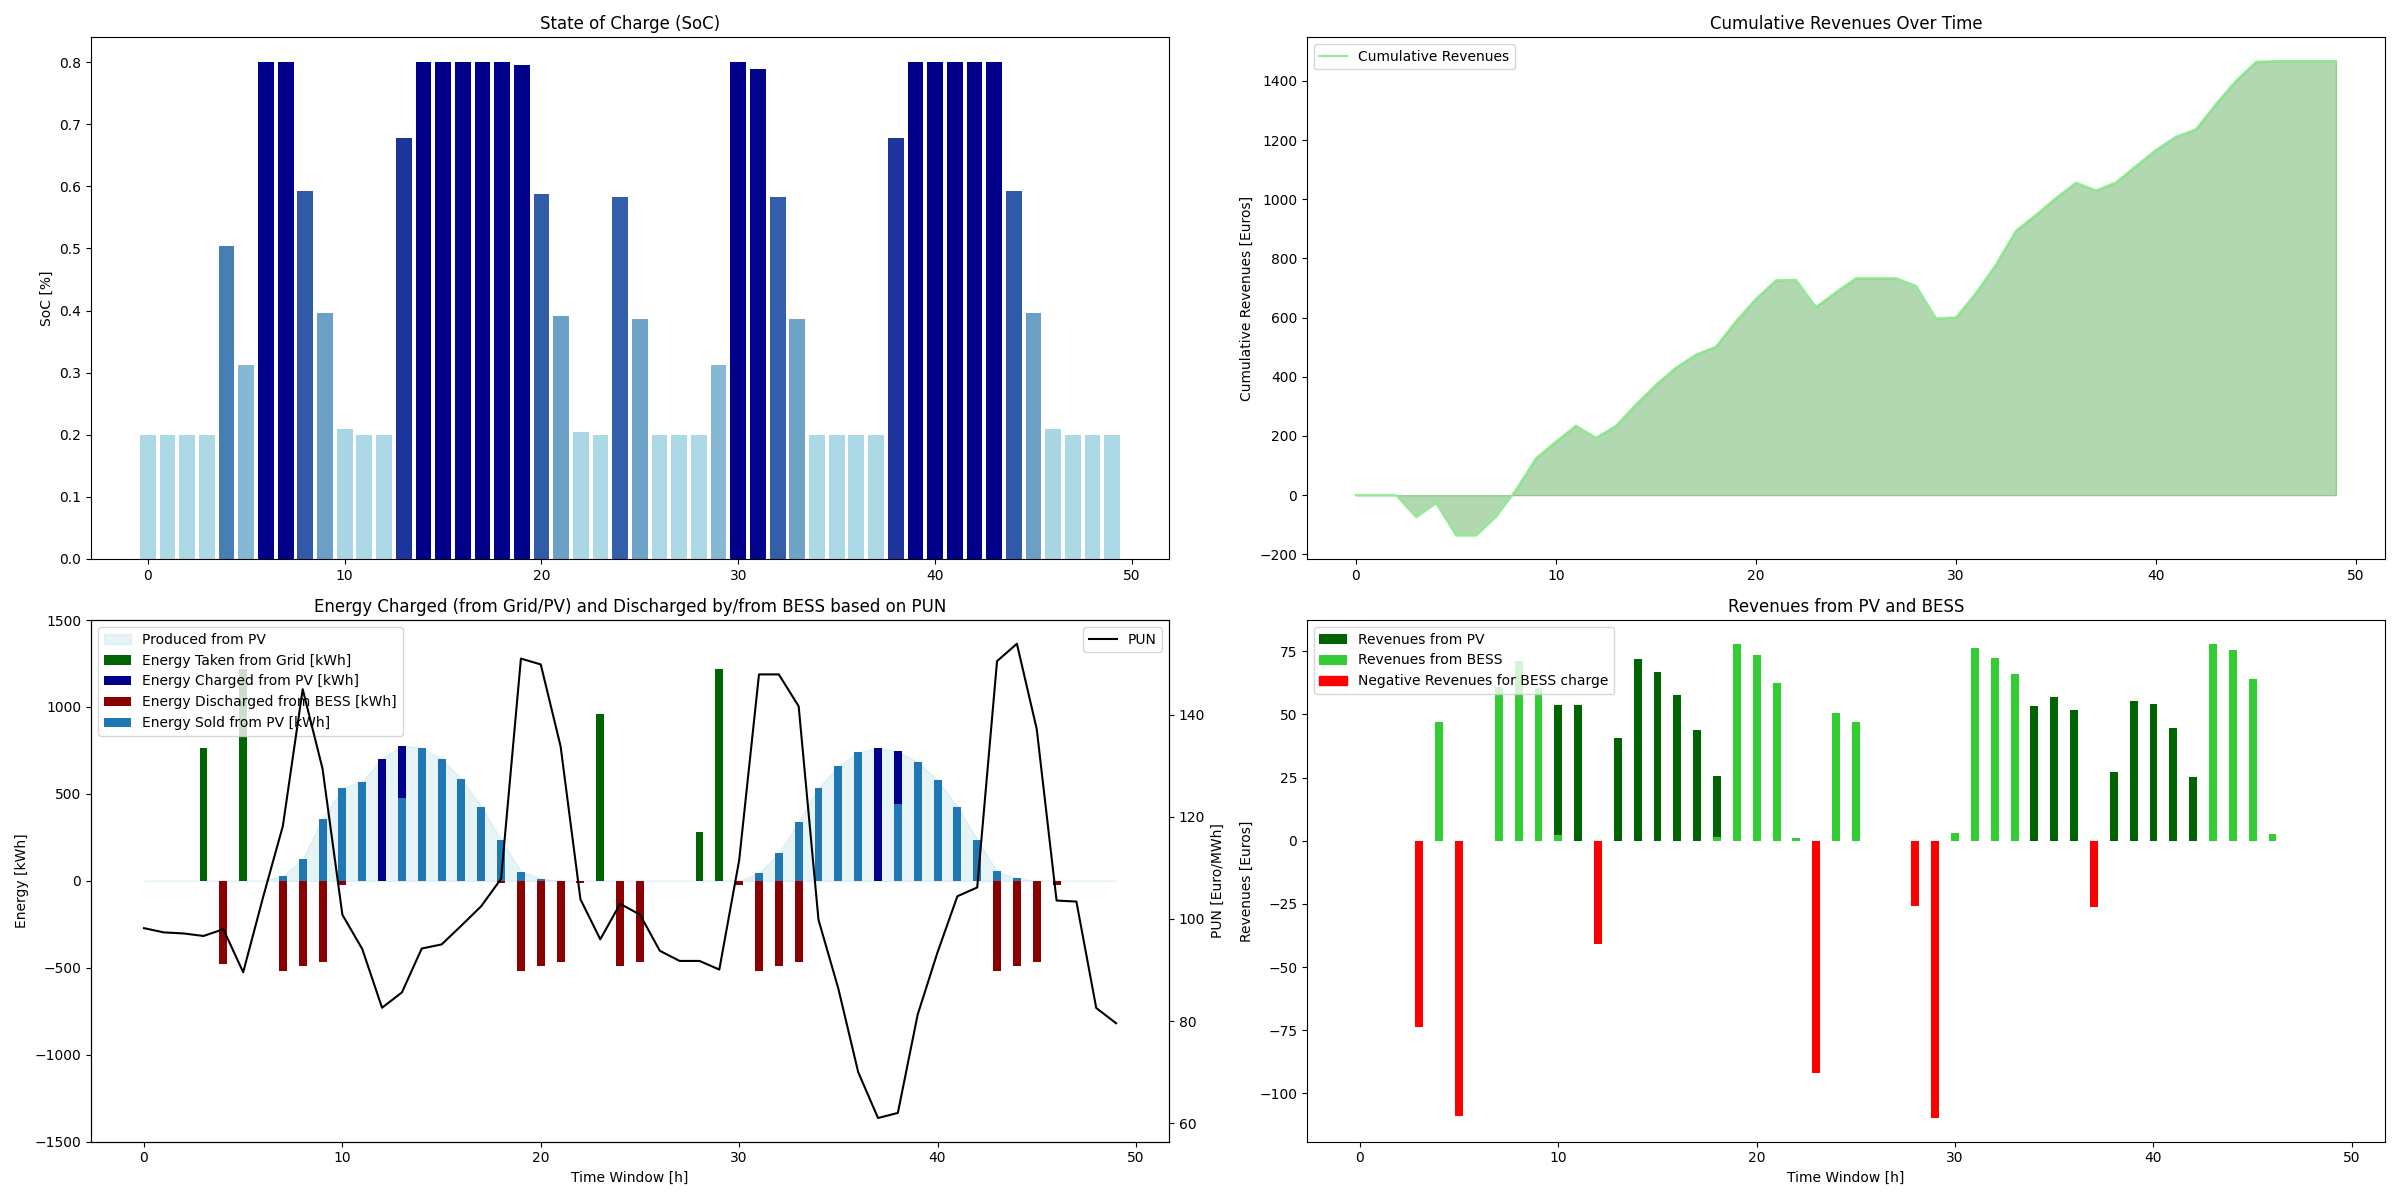 State of Charge (SoC)
SoC [%]
0.8
0.7
0.6
0.5
0.4
0.3
0.2
0.1
0.0
0 10 20 30 40 50
Cumulative Revenues Over Time
Cumulative Revenues
Cumulative Revenues [Euros]
1400
1200
1000
800
600
400
200
0
−200
0 10 20 30 40 50
Energy Charged (from Grid/PV) and Discharged by/from BESS based on PUN
Produced from PV
Energy Taken from Grid [kWh]
Energy Charged from PV [kWh]
Energy Discharged from BESS [kWh]
Energy Sold from PV [kWh]
PUN
Energy [kWh]
1500
1000
500
0
−500
−1000
−1500
140
120
100
80
60
PUN [Euro/MWh]
0 10 20 30 40 50
Time Window [h]
Revenues from PV and BESS
Revenues from PV
Revenues from BESS
Negative Revenues for BESS charge
Revenues [Euros]
75
50
25
0
−25
−50
−75
−100
0 10 20 30 40 50
Time Window [h]